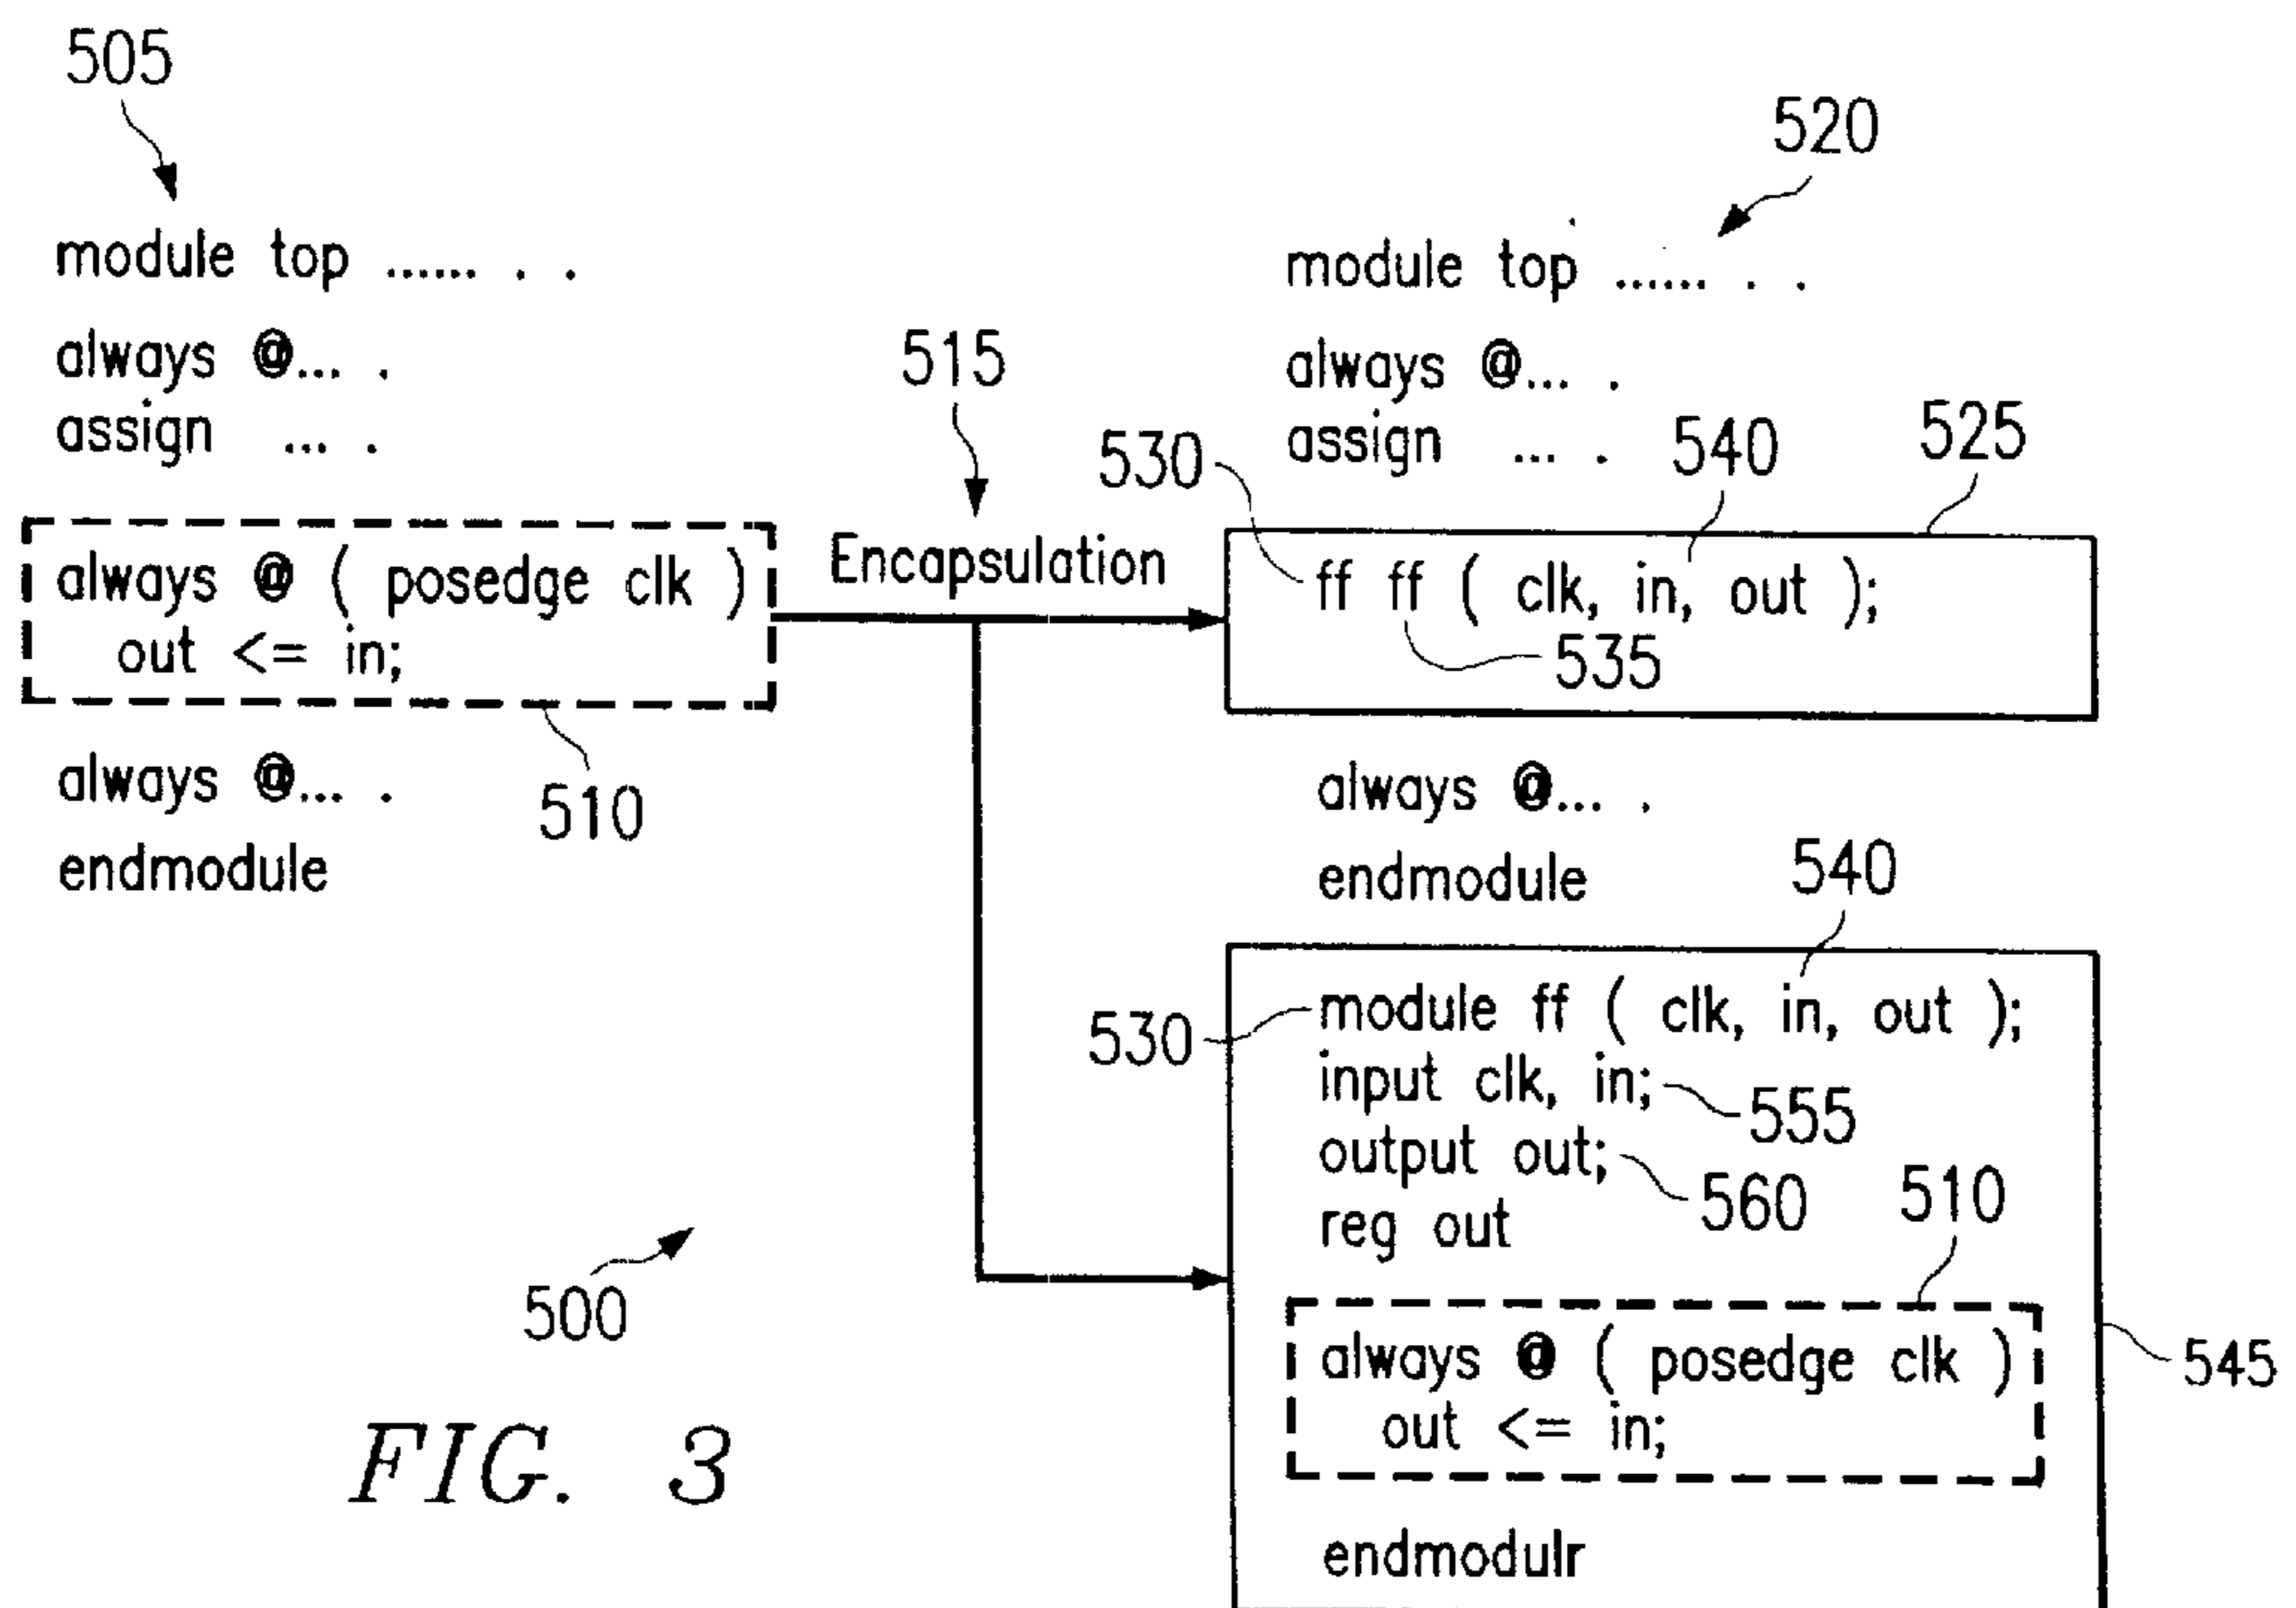 505
module top ...... . .
always @... .
assign ... .
always @ ( posedge clk )
out <= in;
510
always @... .
endmodule
515
Encapsulation
520
module top ...... . .
always @... .
assign ... .
540
525
530
ff ff ( clk, in, out );
535
always @... .
endmodule
540
530
module ff ( clk, in, out );
input clk, in;
555
output out;
560
reg out
510
always @ ( posedge clk )
out <= in;
545
endmodulr
500
FIG. 3